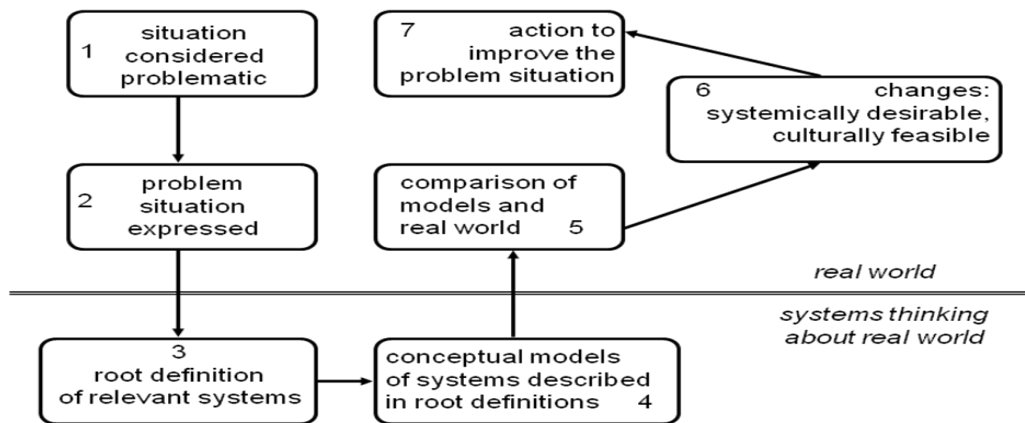 1 situation
considered
problematic
2 problem
situation
expressed
3
root definition
of relevant systems
conceptual models
of systems described
in root definitions 4
comparison of
models and
real world 5
6 changes:
systemically desirable,
culturally feasible
7 action to
improve the
problem situation
real world
systems thinking
about real world